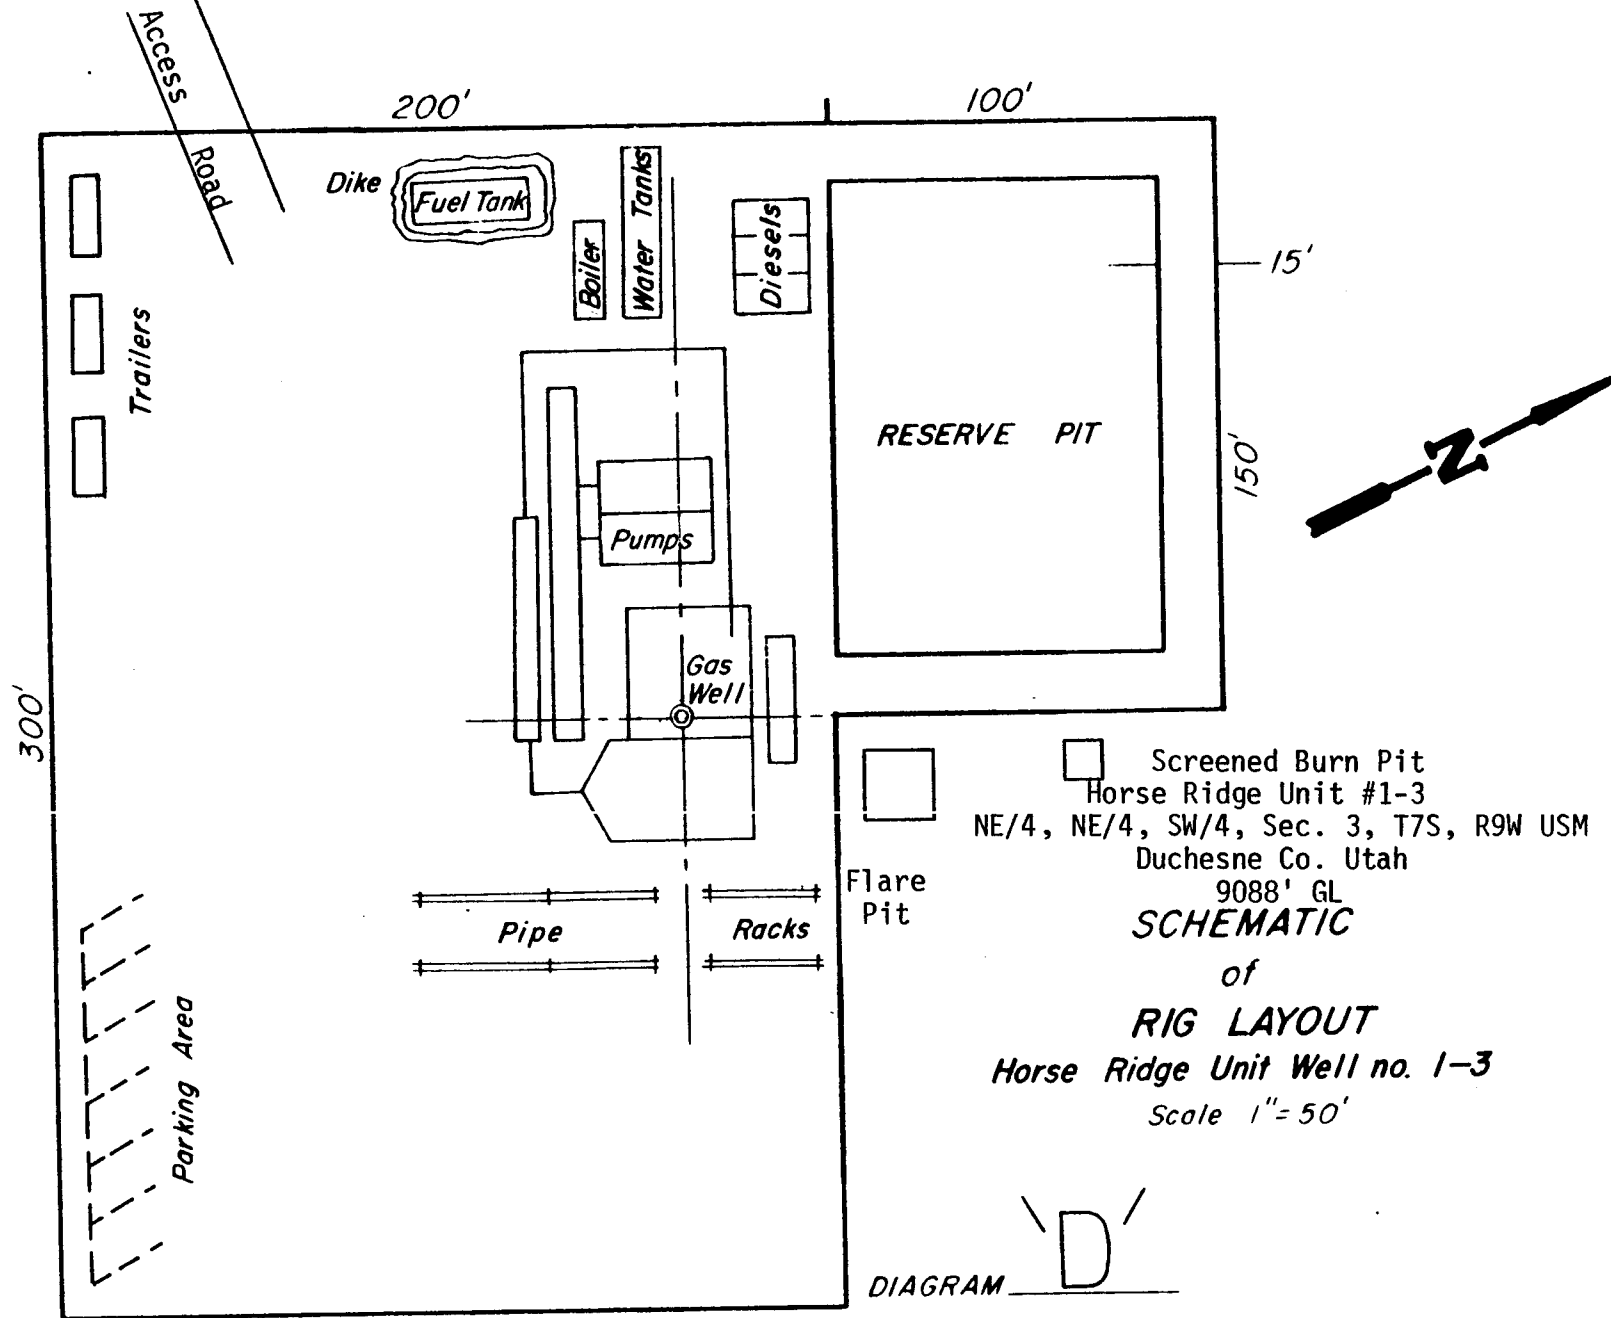 Access
Road
200'
100'
Dike
Fuel Tank
Boiler
Water Tanks
Diesels
15'
Trailers
RESERVE PIT
150'
N
Pumps
Gas
Well
300'
Screened Burn Pit
Horse Ridge Unit #1-3
NE/4, NE/4, SW/4, Sec. 3, T7S, R9W USM
Duchesne Co. Utah
9088' GL
Flare
Pit
Pipe Racks
SCHEMATIC
of
RIG LAYOUT
Horse Ridge Unit Well no. 1-3
Scale 1"=50'
Parking Area
DIAGRAM D